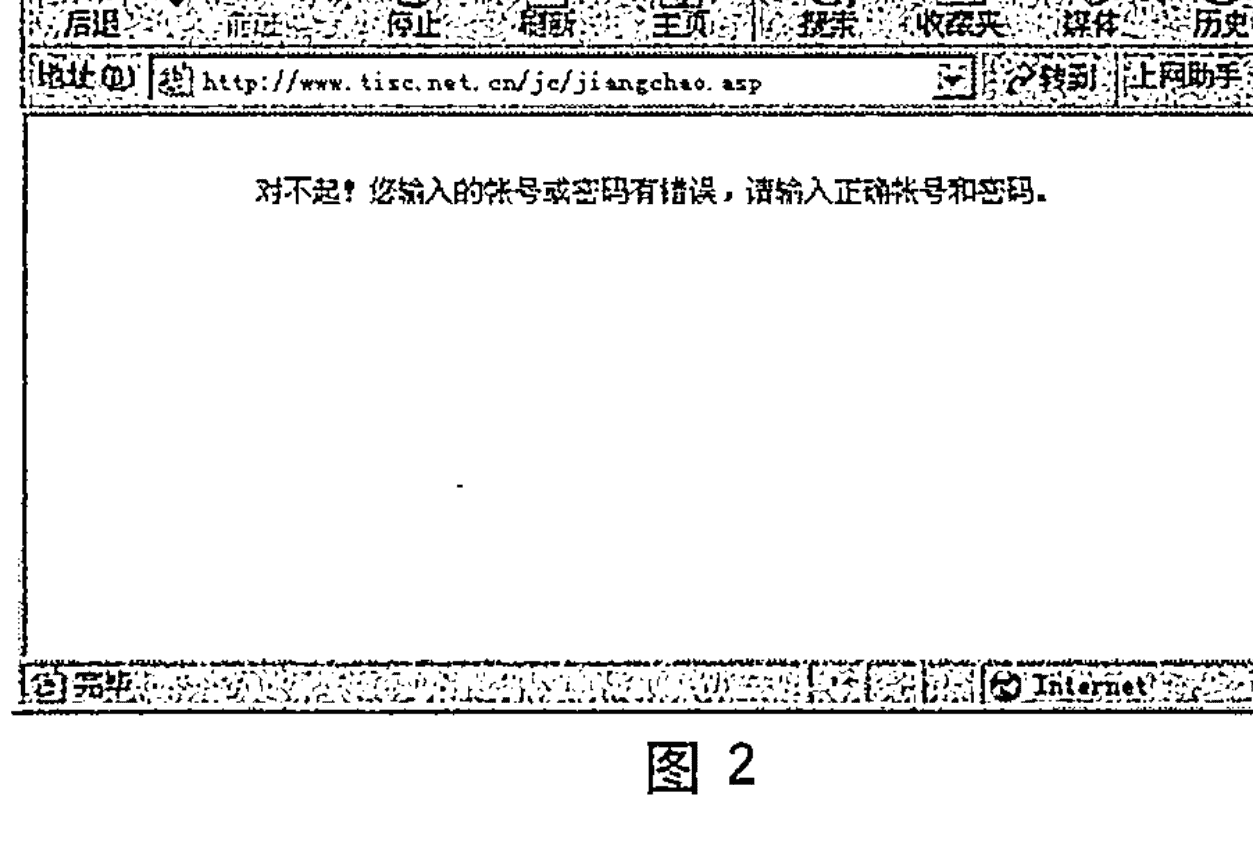 后退 前进 停止 刷新 主页 搜索 收藏夹 媒体 历史
地址(D) http://www.tisc.net.cn/jc/jiangchao.asp 转到 上网助手
对不起！您输入的帐号或密码有错误，请输入正确帐号和密码。
完毕 Internet
图 2